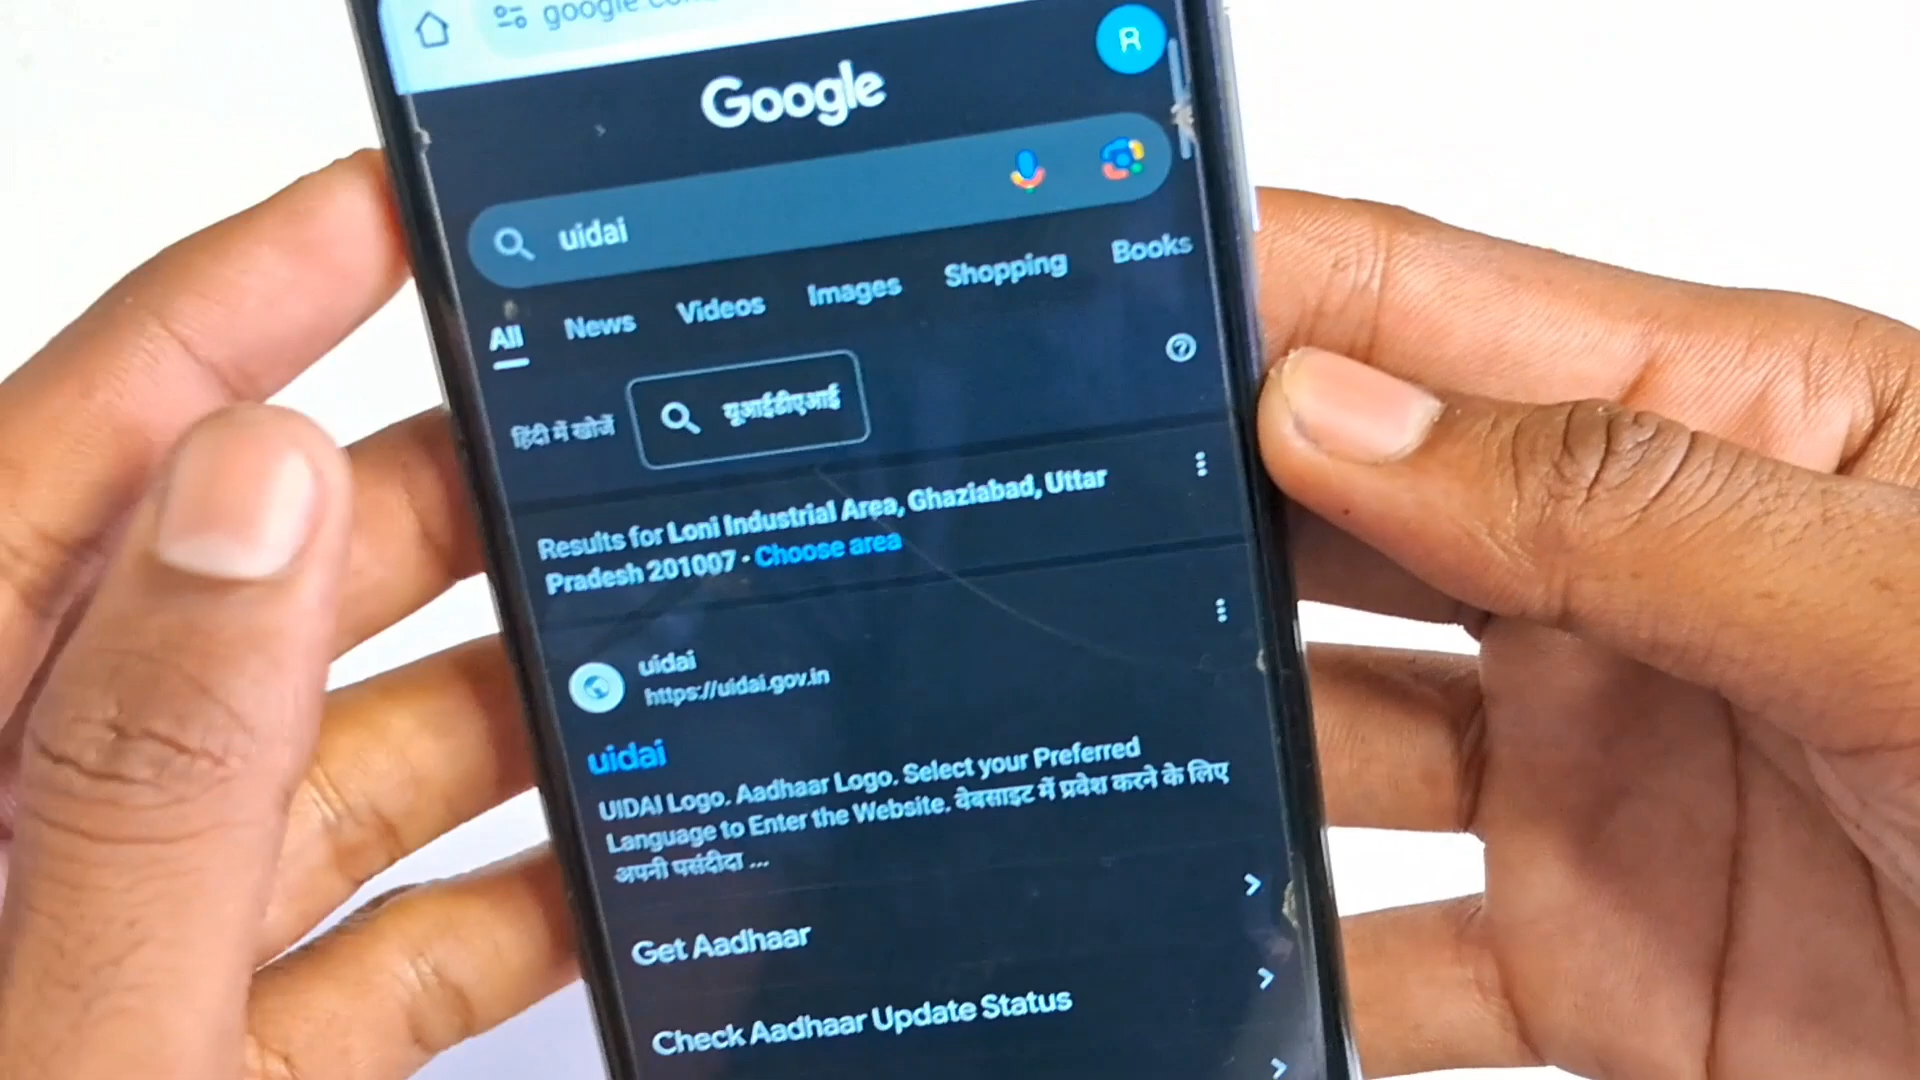 R
Google
uidai
All News Videos Images Shopping Books
हिंदी में खोजें यूआईडीएआई
Results for Loni Industrial Area, Ghaziabad, Uttar
Pradesh 201007 · Choose area
uidai
https://uidai.gov.in
uidai
UIDAI Logo. Aadhaar Logo. Select your Preferred
Language to Enter the Website. वेबसाइट में प्रवेश करने के लिए
अपनी पसंदीदा ...
Get Aadhaar
Check Aadhaar Update Status